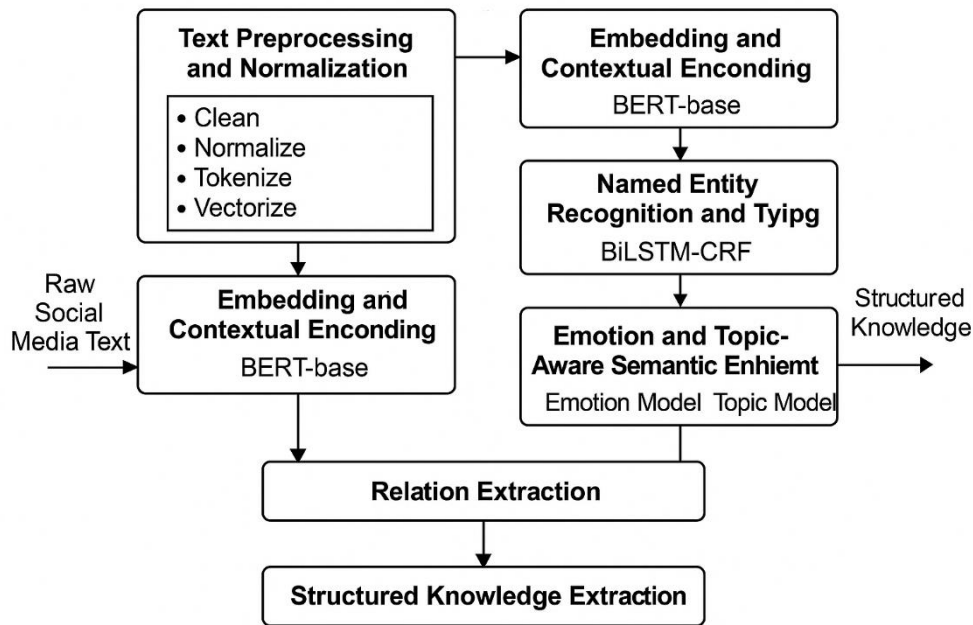 Text Preprocessing
and Normalization
• Clean
• Normalize
• Tokenize
• Vectorize
Embedding and
Contextual Enconding
BERT-base
Named Entity
Recognition and Tyipg
BiLSTM-CRF
Raw
Social
Media Text
Embedding and
Contextual Enconding
BERT-base
Emotion and Topic-
Aware Semantic Enhiemt
Emotion Model Topic Model
Structured
Knowledge
Relation Extraction
Structured Knowledge Extraction